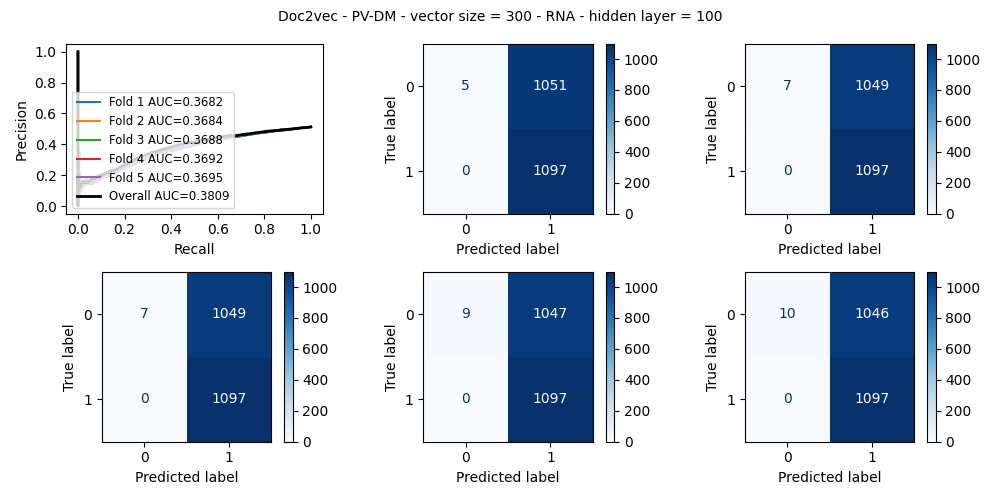 Doc2vec - PV-DM - vector size = 300 - RNA - hidden layer = 100
1.0
0.8
0.6
0.4
0.2
0.0
Precision
Fold 1 AUC=0.3682
Fold 2 AUC=0.3684
Fold 3 AUC=0.3688
Fold 4 AUC=0.3692
Fold 5 AUC=0.3695
Overall AUC=0.3809
0.0 0.2 0.4 0.6 0.8 1.0
Recall
True label
0 5 1051
1 0 1097
0 1
Predicted label
1000
800
600
400
200
0
True label
0 7 1049
1 0 1097
0 1
Predicted label
1000
800
600
400
200
0
True label
0 7 1049
1 0 1097
0 1
Predicted label
1000
800
600
400
200
0
True label
0 9 1047
1 0 1097
0 1
Predicted label
1000
800
600
400
200
0
True label
0 10 1046
1 0 1097
0 1
Predicted label
1000
800
600
400
200
0